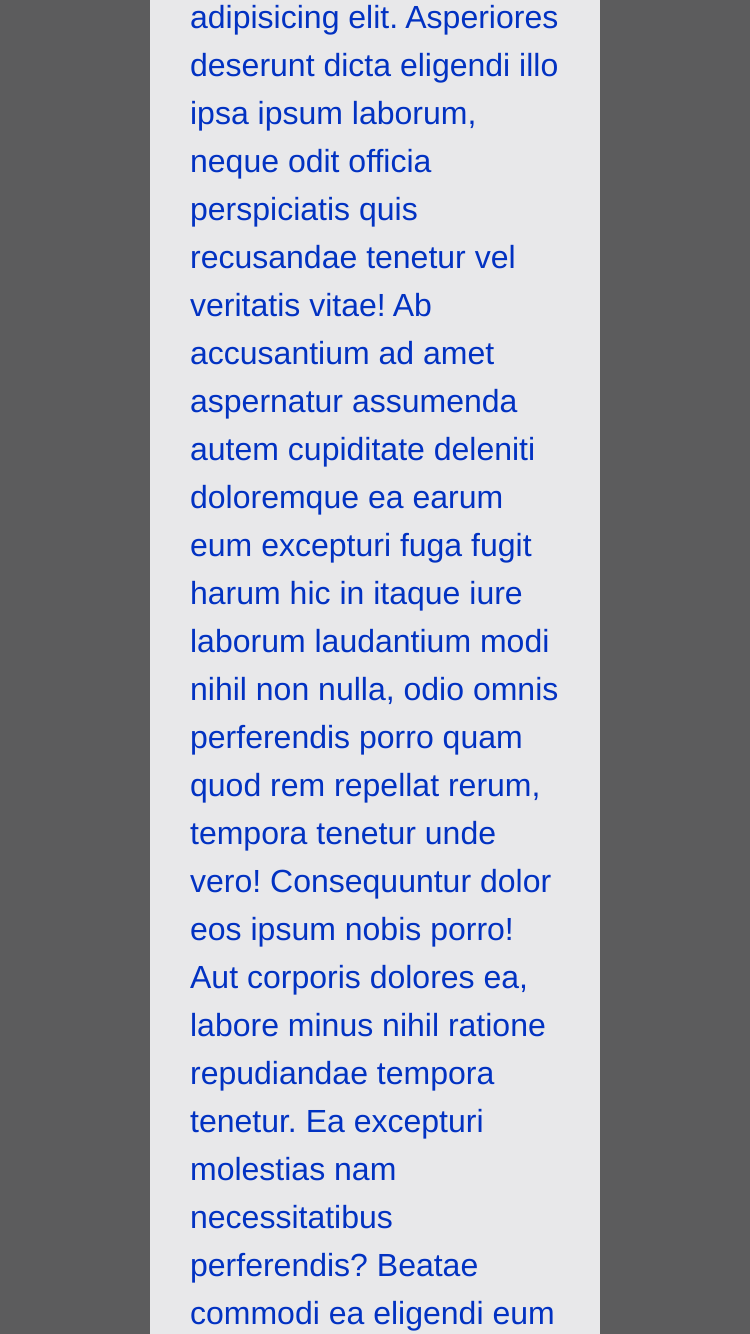 adipisicing elit. Asperiores
deserunt dicta eligendi illo
ipsa ipsum laborum,
neque odit officia
perspiciatis quis
recusandae tenetur vel
veritatis vitae! Ab
accusantium ad amet
aspernatur assumenda
autem cupiditate deleniti
doloremque ea earum
eum excepturi fuga fugit
harum hic in itaque iure
laborum laudantium modi
nihil non nulla, odio omnis
perferendis porro quam
quod rem repellat rerum,
tempora tenetur unde
vero! Consequuntur dolor
eos ipsum nobis porro!
Aut corporis dolores ea,
labore minus nihil ratione
repudiandae tempora
tenetur. Ea excepturi
molestias nam
necessitatibus
perferendis? Beatae
commodi ea eligendi eum